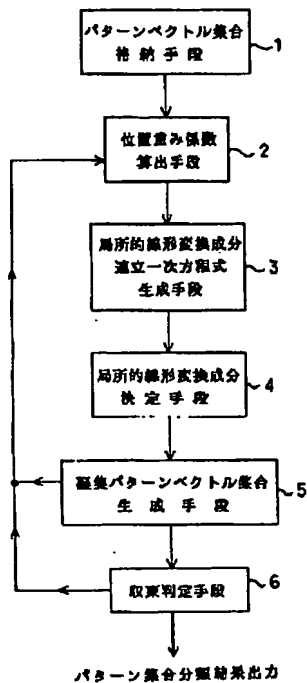 パターンベクトル集合
格納手段
1
位置重み係数
算出手段
2
局所的線形変換成分
連立一次方程式
生成手段
3
局所的線形変換成分
決定手段
4
凝集パターンベクトル集合
生成手段
5
収束判定手段
6
パターン集合分類結果出力